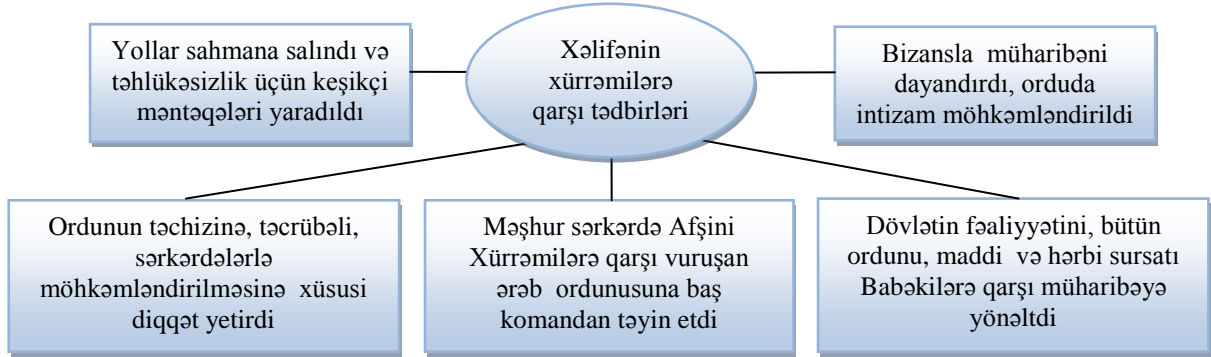 Yollar sahmana salındı və
təhlükəsizlik üçün keşikçi
məntəqələri yaradıldı
Xəlifənin
xürrəmilərə
qarşı tədbirləri
Bizansla müharibəni
dayandırdı, orduda
intizam möhkəmləndirildi
Ordunun təchizinə, təcrübəli,
sərkərdələrlə
möhkəmləndirilməsinə xüsusi
diqqət yetirdi
Məşhur sərkərdə Afşini
Xürrəmilərə qarşı vuruşan
ərəb ordunusuna baş
komandan təyin etdi
Dövlətin fəaliyyətini, bütün
ordunu, maddi və hərbi sursatı
Babəkilərə qarşı müharibəyə
yönəltdi